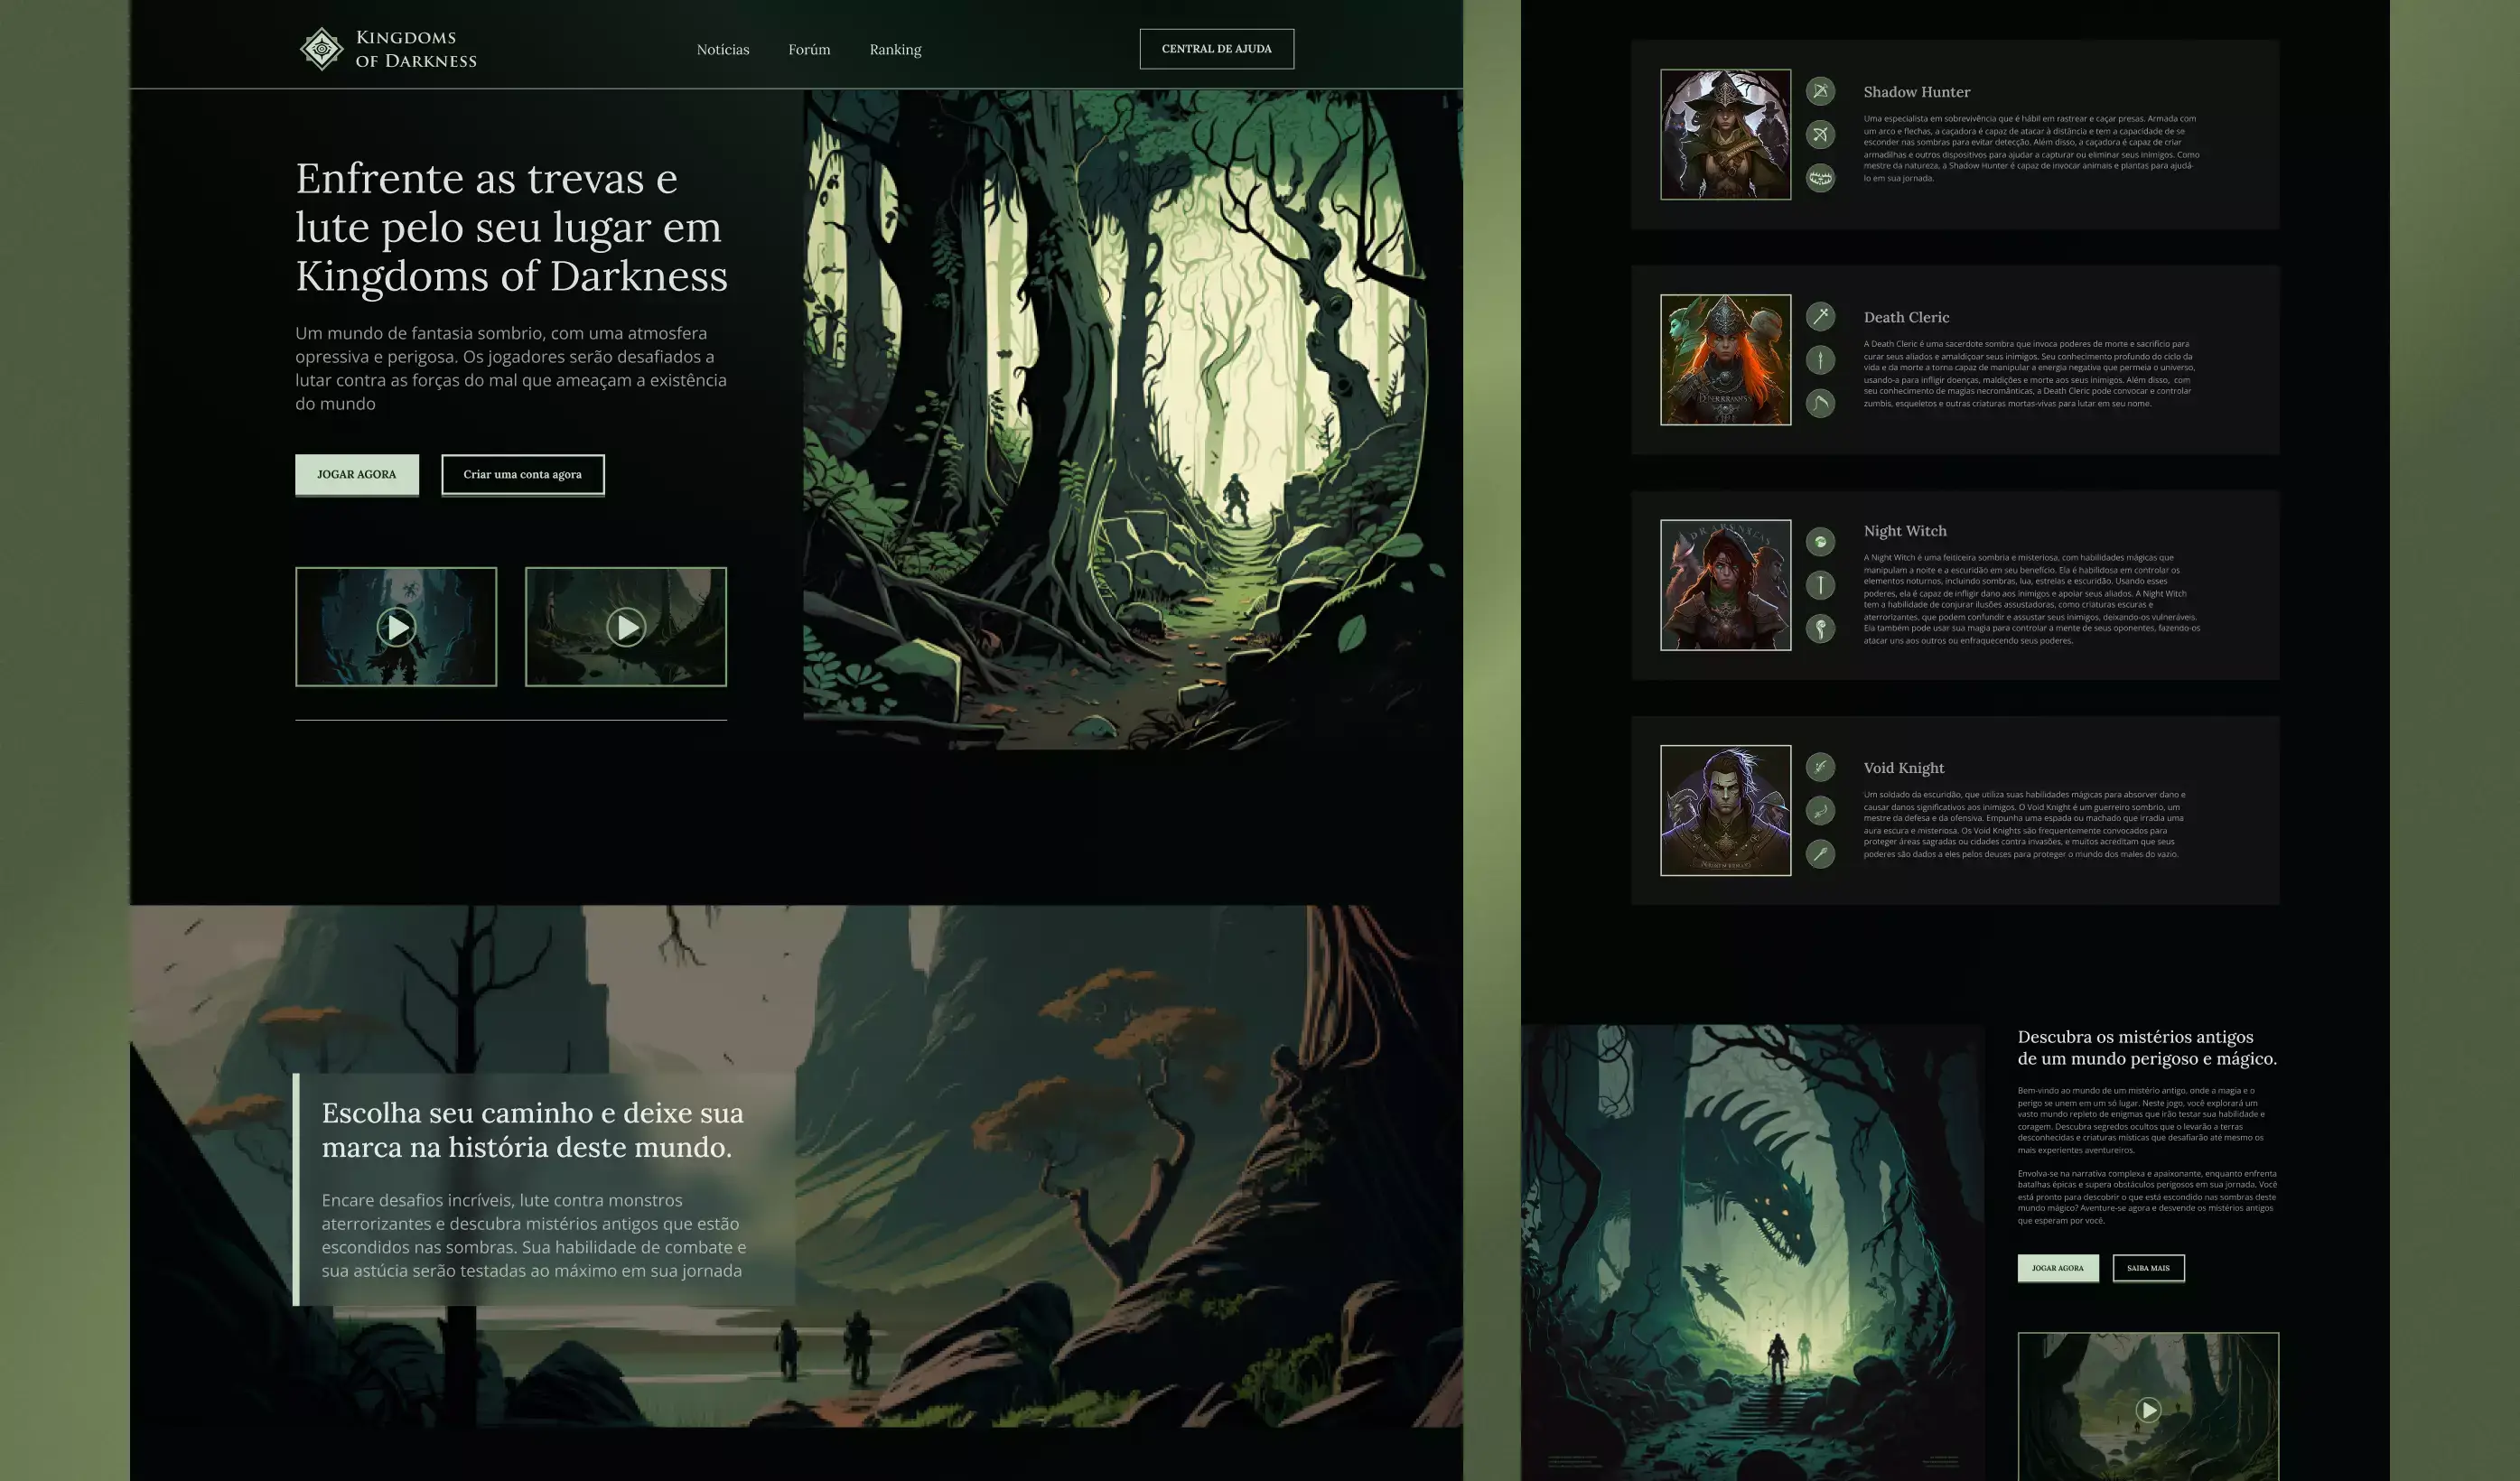 KINGDOMS
OF DARKNESS
Notícias
Forúm
Ranking
CENTRAL DE AJUDA
Enfrente as trevas e
lute pelo seu lugar em
Kingdoms of Darkness
Um mundo de fantasia sombrio, com uma atmosfera
opressiva e perigosa. Os jogadores serão desafiados a
lutar contra as forças do mal que ameaçam a existência
do mundo
JOGAR AGORA
Criar uma conta agora
Escolha seu caminho e deixe sua
marca na história deste mundo.
Encare desafios incríveis, lute contra monstros
aterrorizantes e descubra mistérios antigos que estão
escondidos nas sombras. Sua habilidade de combate e
sua astúcia serão testadas ao máximo em sua jornada
Shadow Hunter
Uma especialista em sobrevivência que é hábil em rastrear e caçar presas. Armada com
um arco e flechas, a caçadora é capaz de atacar à distância e tem a capacidade de se
esconder nas sombras para evitar detecção. Além disso, a caçadora é capaz de criar
armadilhas e outros dispositivos para ajudar a capturar ou eliminar seus inimigos. Como
mestre da natureza, a Shadow Hunter é capaz de invocar animais e plantas para ajudá-
lo em sua jornada.
Death Cleric
A Death Cleric é uma sacerdote sombra que invoca poderes de morte e sacrifício para
curar seus aliados e amaldiçoar seus inimigos. Seu conhecimento profundo do ciclo da
vida e da morte a torna capaz de manipular a energia negativa que permeia o universo,
usando-a para infligir doenças, maldições e morte aos seus inimigos. Além disso, com
seu conhecimento de magias necromânticas, a Death Cleric pode convocar e controlar
zumbis, esqueletos e outras criaturas mortas-vivas para lutar em seu nome.
Night Witch
A Night Witch é uma feiticeira sombria e misteriosa, com habilidades mágicas que
manipulam a noite e a escuridão em seu benefício. Ela é habilidosa em controlar os
elementos noturnos, incluindo sombras, lua, estrelas e escuridão. Usando esses
poderes, ela é capaz de infligir dano aos inimigos e apoiar seus aliados. A Night Witch
tem a habilidade de conjurar ilusões assustadoras, como criaturas escuras e
aterrorizantes, que podem confundir e assustar seus inimigos, deixando-os vulneráveis.
Ela também pode usar sua magia para controlar a mente de seus oponentes, fazendo-os
atacar uns aos outros ou enfraquecendo seus poderes.
Void Knight
Um soldado da escuridão, que utiliza suas habilidades mágicas para absorver dano e
causar danos significativos aos inimigos. O Void Knight é um guerreiro sombrio, um
mestre da defesa e da ofensiva. Empunha uma espada ou machado que irradia uma
aura escura e misteriosa. Os Void Knights são frequentemente convocados para
proteger áreas sagradas ou cidades contra invasões, e muitos acreditam que seus
poderes são dados a eles pelos deuses para proteger o mundo dos males do vazio.
Descubra os mistérios antigos
de um mundo perigoso e mágico.
Bem-vindo ao mundo de um mistério antigo, onde a magia e o
perigo se unem em um só lugar. Neste jogo, você explorará um
vasto mundo repleto de enigmas que irão testar sua habilidade e
coragem. Descubra segredos ocultos que o levarão a terras
desconhecidas e criaturas místicas que desafiarão até mesmo os
mais experientes aventureiros.
Envolva-se na narrativa complexa e apaixonante, enquanto enfrenta
batalhas épicas e supera obstáculos perigosos em sua jornada. Você
está pronto para descobrir o que está escondido nas sombras deste
mundo mágico? Aventure-se agora e desvende os mistérios antigos
que esperam por você.
JOGAR AGORA
SAIBA MAIS